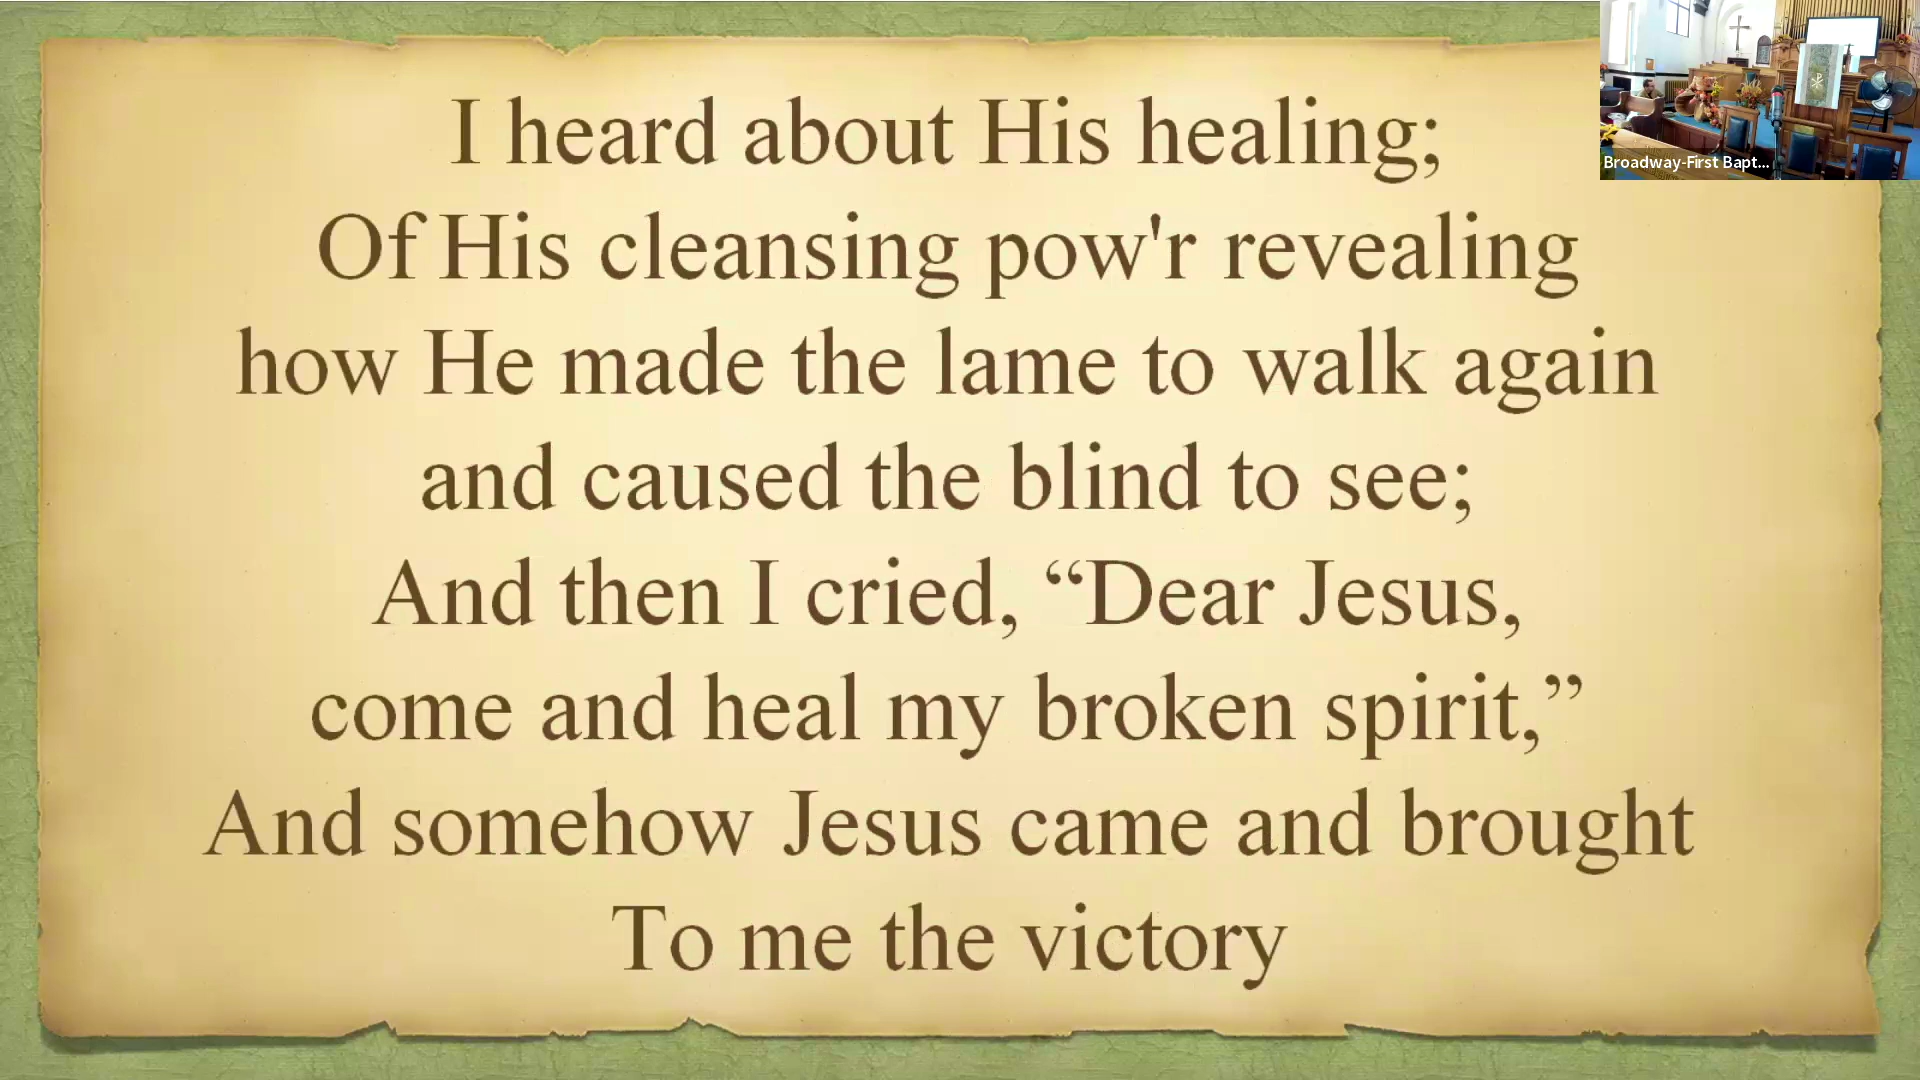 I heard about His healing;
Of His cleansing pow'r revealing
how He made the lame to walk again
and caused the blind to see;
And then I cried, “Dear Jesus,
come and heal my broken spirit,”
And somehow Jesus came and brought
To me the victory
Broadway-First Bapt...